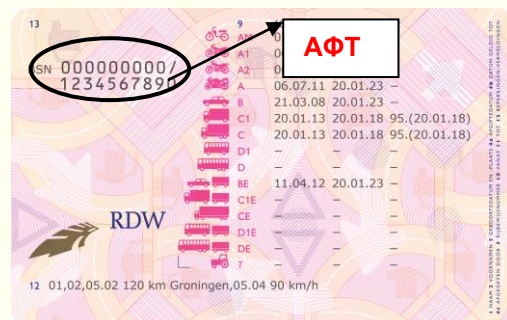 13
9
BSN 000000000/
1234567890
АФТ
AM
A1
A2
A 06.07.11 20.01.23 –
B 21.03.08 20.01.23 –
C1 20.01.13 20.01.18 95.(20.01.18)
C 20.01.13 20.01.18 95.(20.01.18)
D1 – – –
D – – –
BE 11.04.12 20.01.23 –
C1E – – –
CE – – –
D1E – – –
DE – – –
T – – –
RDW
12 01,02,05.02 120 km Groningen,05.04 90 km/h